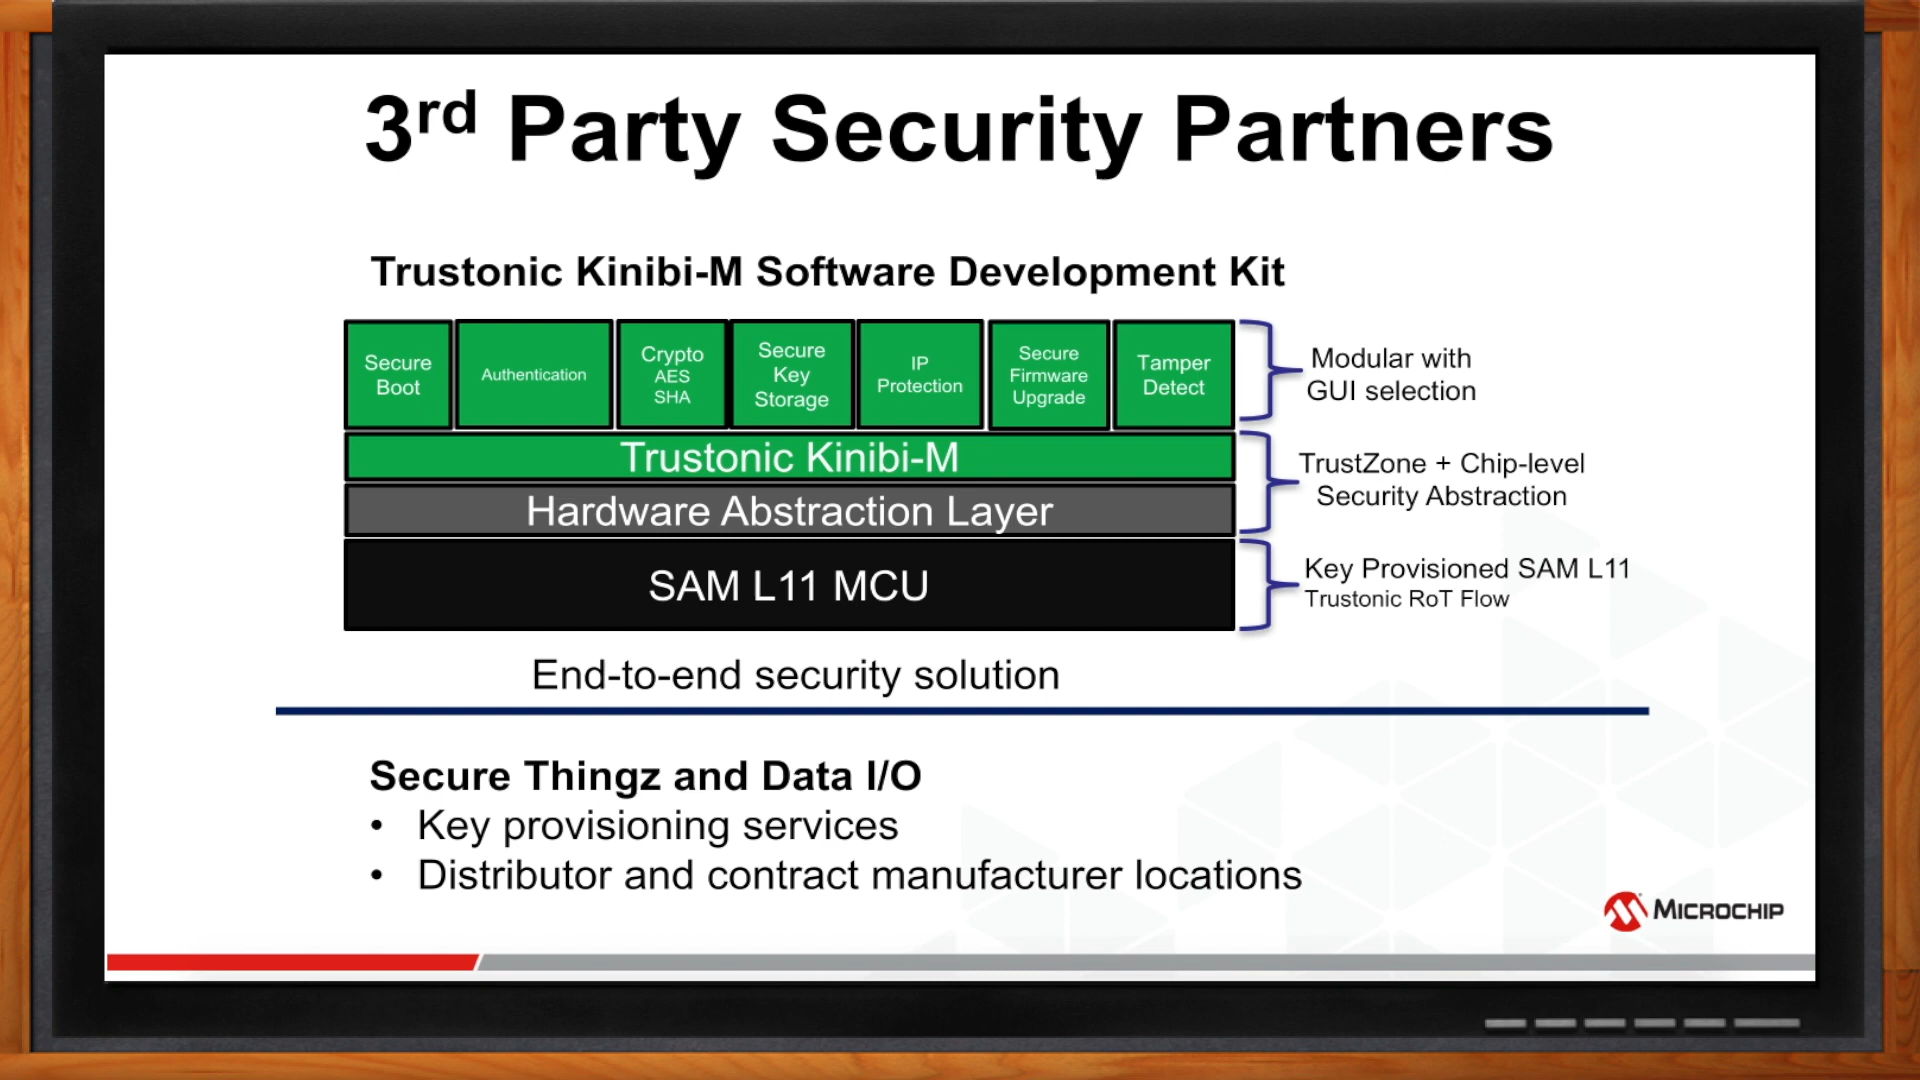 3rd Party Security Partners
Trustonic Kinibi-M Software Development Kit
Secure
Boot
Authentication
Crypto
AES
SHA
Secure
Key
Storage
IP
Protection
Secure
Firmware
Upgrade
Tamper
Detect
Modular with
GUI selection
Trustonic Kinibi-M
Hardware Abstraction Layer
TrustZone + Chip-level
Security Abstraction
SAM L11 MCU
Key Provisioned SAM L11
Trustonic RoT Flow
End-to-end security solution
Secure Thingz and Data I/O
• Key provisioning services
• Distributor and contract manufacturer locations
MICROCHIP